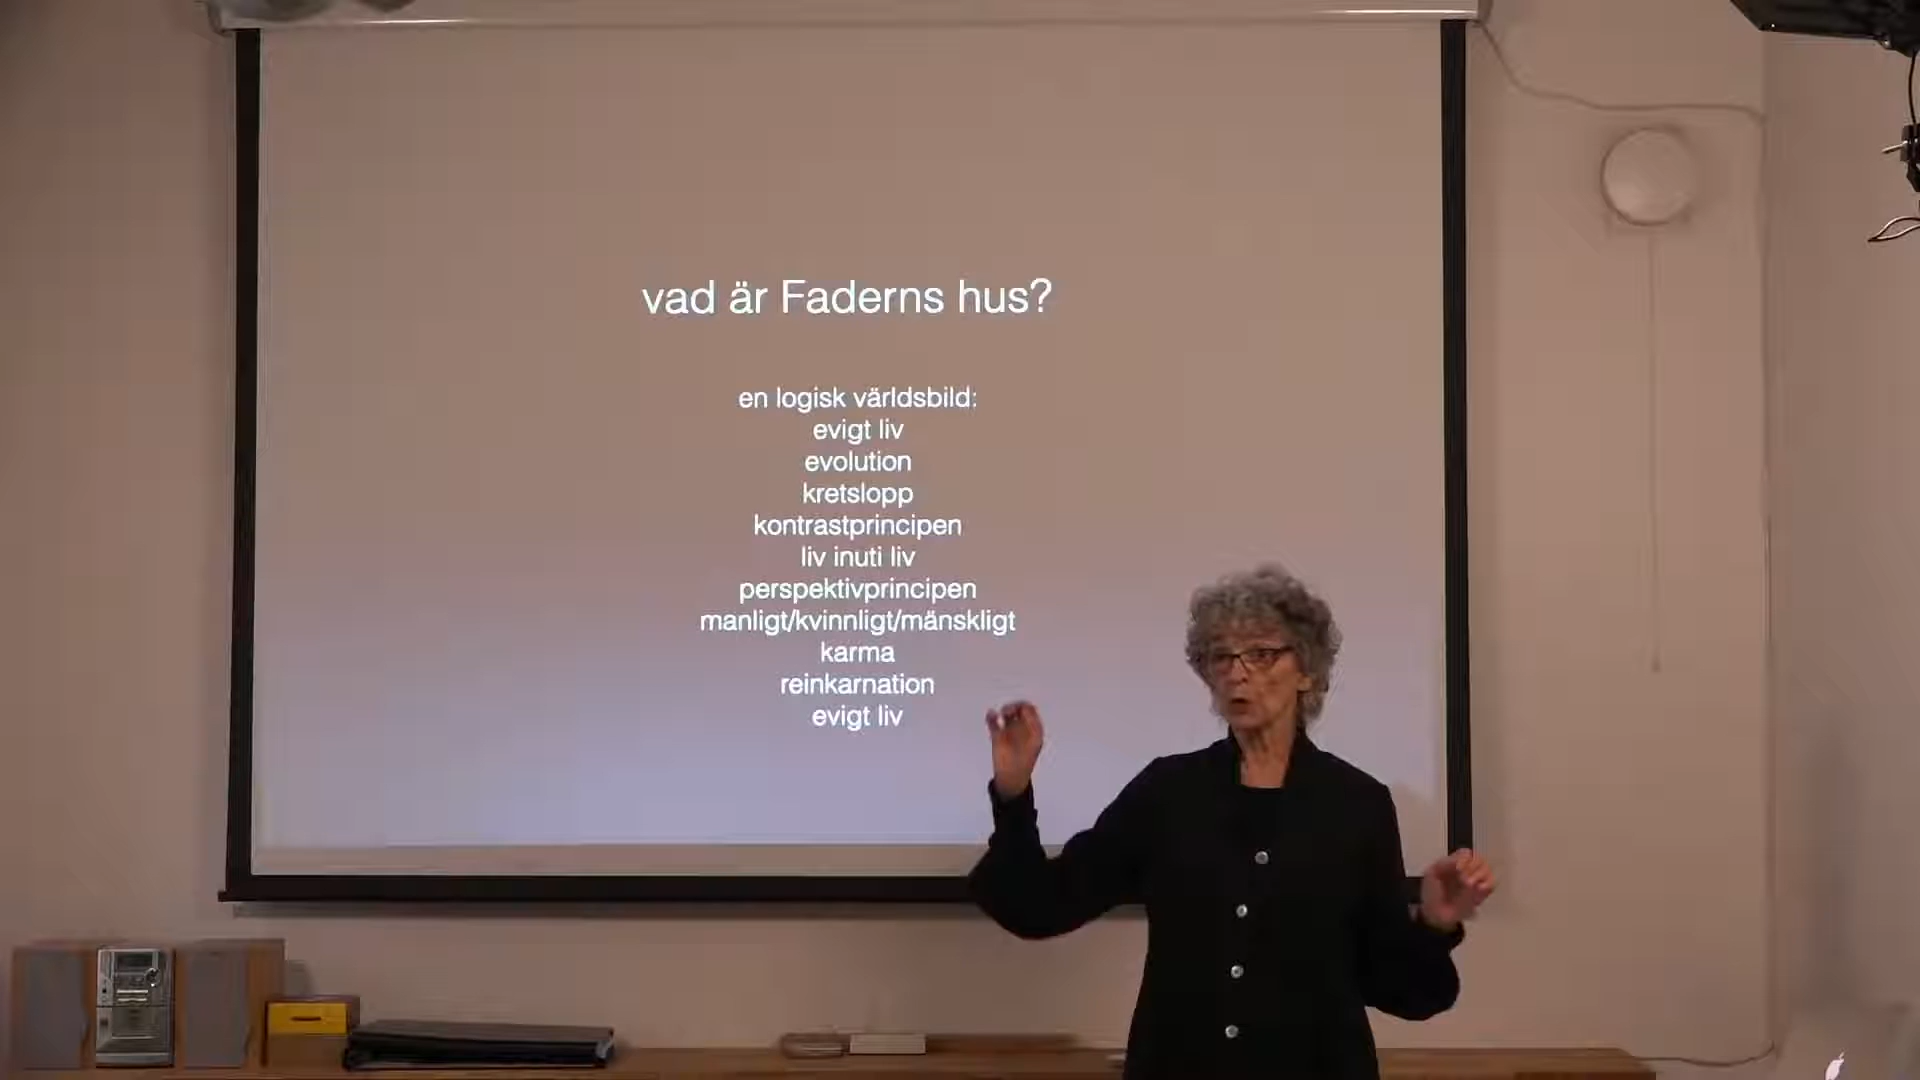 vad är Faderns hus?
en logisk världsbild:
evigt liv
evolution
kretslopp
kontrastprincipen
liv inuti liv
perspektivprincipen
manligt/kvinnligt/mänskligt
karma
reinkarnation
evigt liv